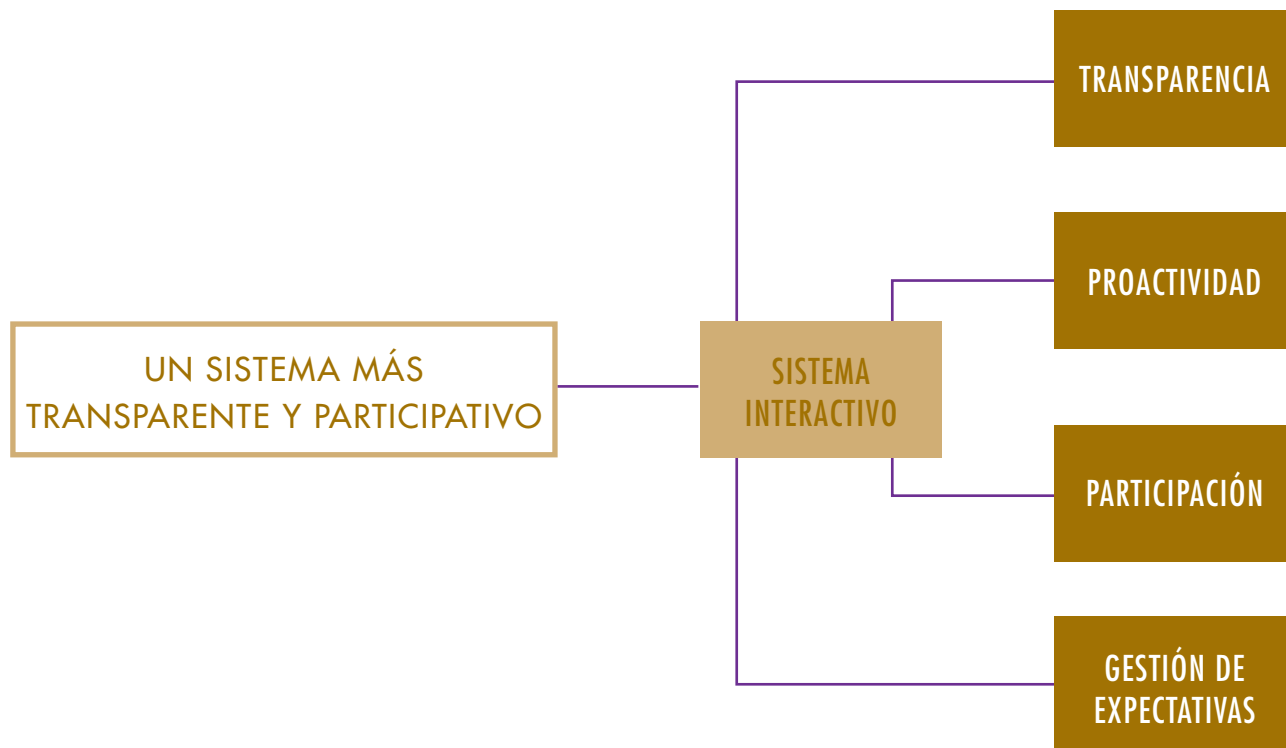 UN SISTEMA MÁS
TRANSPARENTE Y PARTICIPATIVO
SISTEMA
INTERACTIVO
TRANSPARENCIA
PROACTIVIDAD
PARTICIPACIÓN
GESTIÓN DE
EXPECTATIVAS